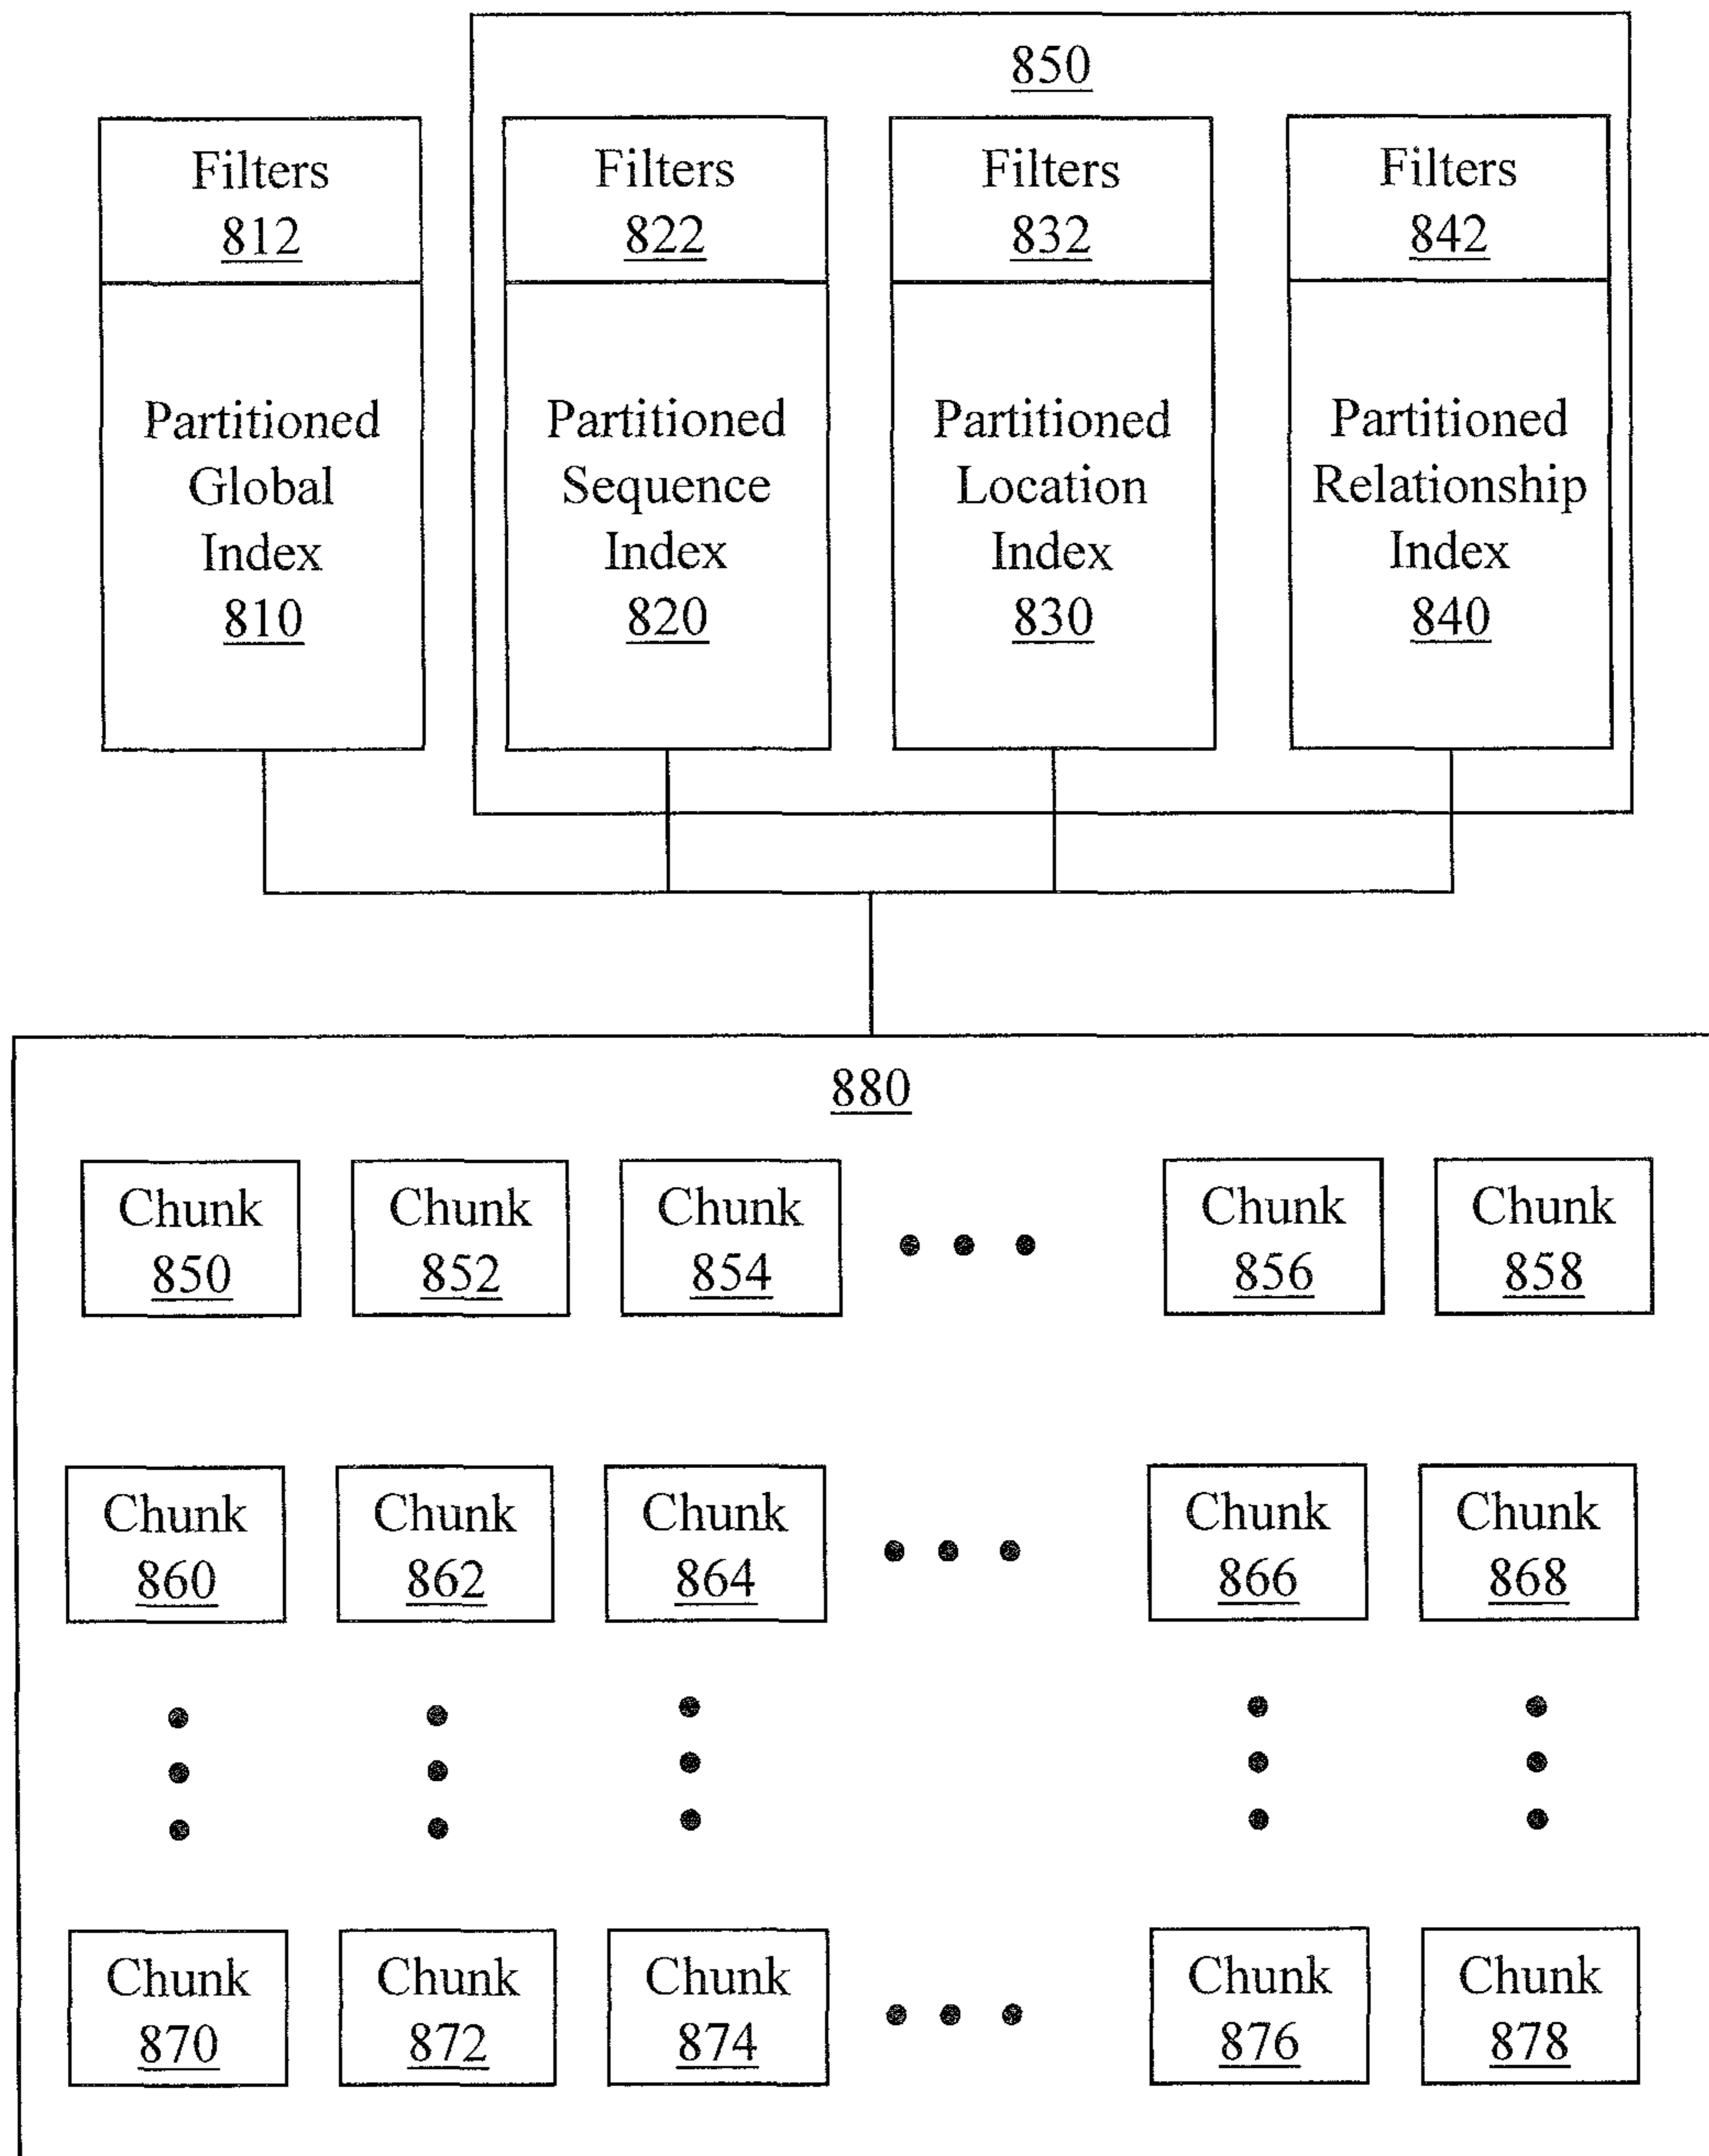 850
Filters
812
Filters
822
Filters
832
Filters
842
Partitioned
Global
Index
810
Partitioned
Sequence
Index
820
Partitioned
Location
Index
830
Partitioned
Relationship
Index
840
880
Chunk
850
Chunk
852
Chunk
854
Chunk
856
Chunk
858
Chunk
860
Chunk
862
Chunk
864
Chunk
866
Chunk
868
Chunk
870
Chunk
872
Chunk
874
Chunk
876
Chunk
878